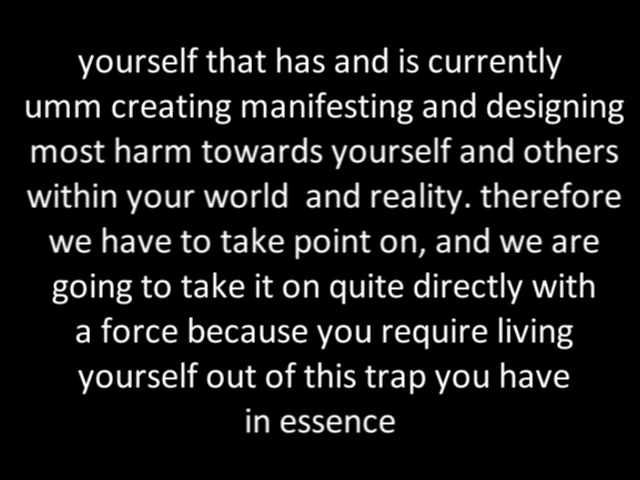 yourself that has and is currently
umm creating manifesting and designing
most harm towards yourself and others
within your world  and reality. therefore
we have to take point on, and we are
going to take it on quite directly with
a force because you require living
yourself out of this trap you have
in essence